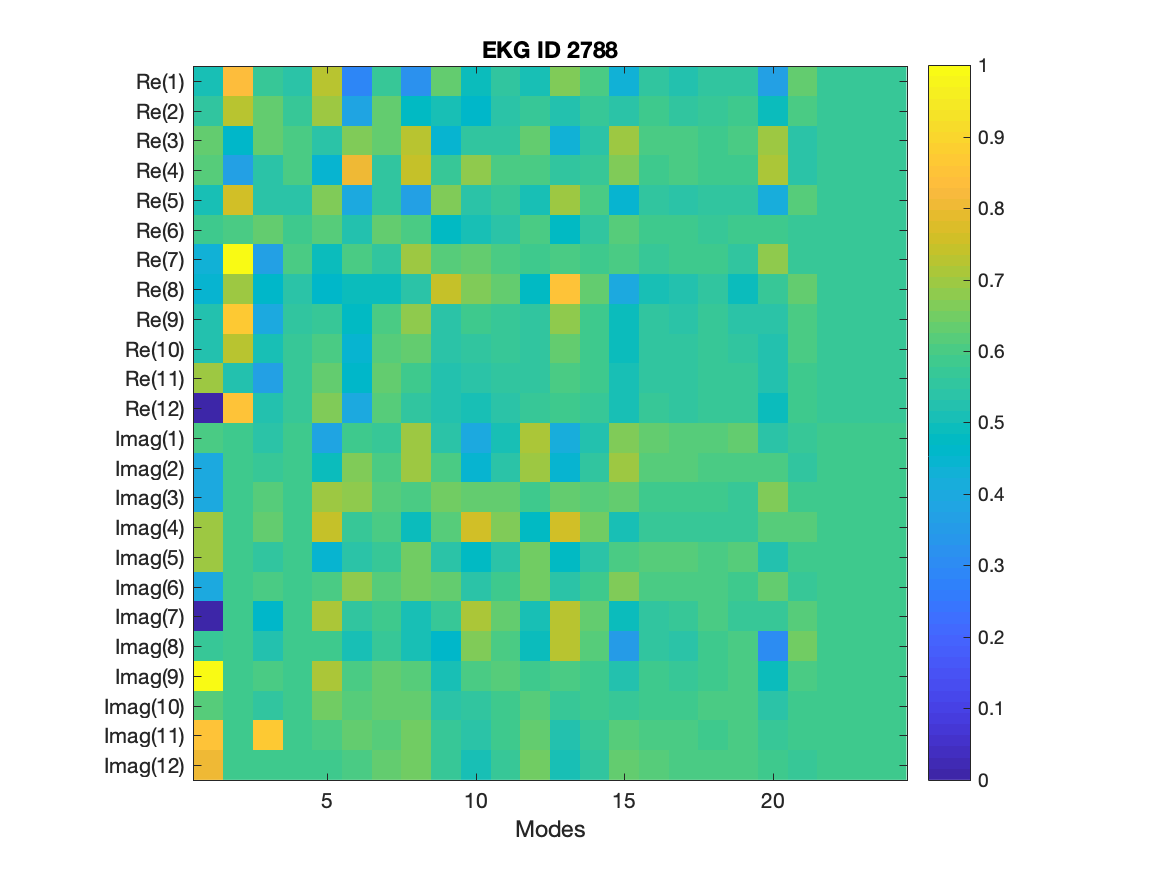 EKG ID 2788
Re(1)
Re(2)
Re(3)
Re(4)
Re(5)
Re(6)
Re(7)
Re(8)
Re(9)
Re(10)
Re(11)
Re(12)
Imag(1)
Imag(2)
Imag(3)
Imag(4)
Imag(5)
Imag(6)
Imag(7)
Imag(8)
Imag(9)
Imag(10)
Imag(11)
Imag(12)
5 10 15 20
Modes
1
0.9
0.8
0.7
0.6
0.5
0.4
0.3
0.2
0.1
0